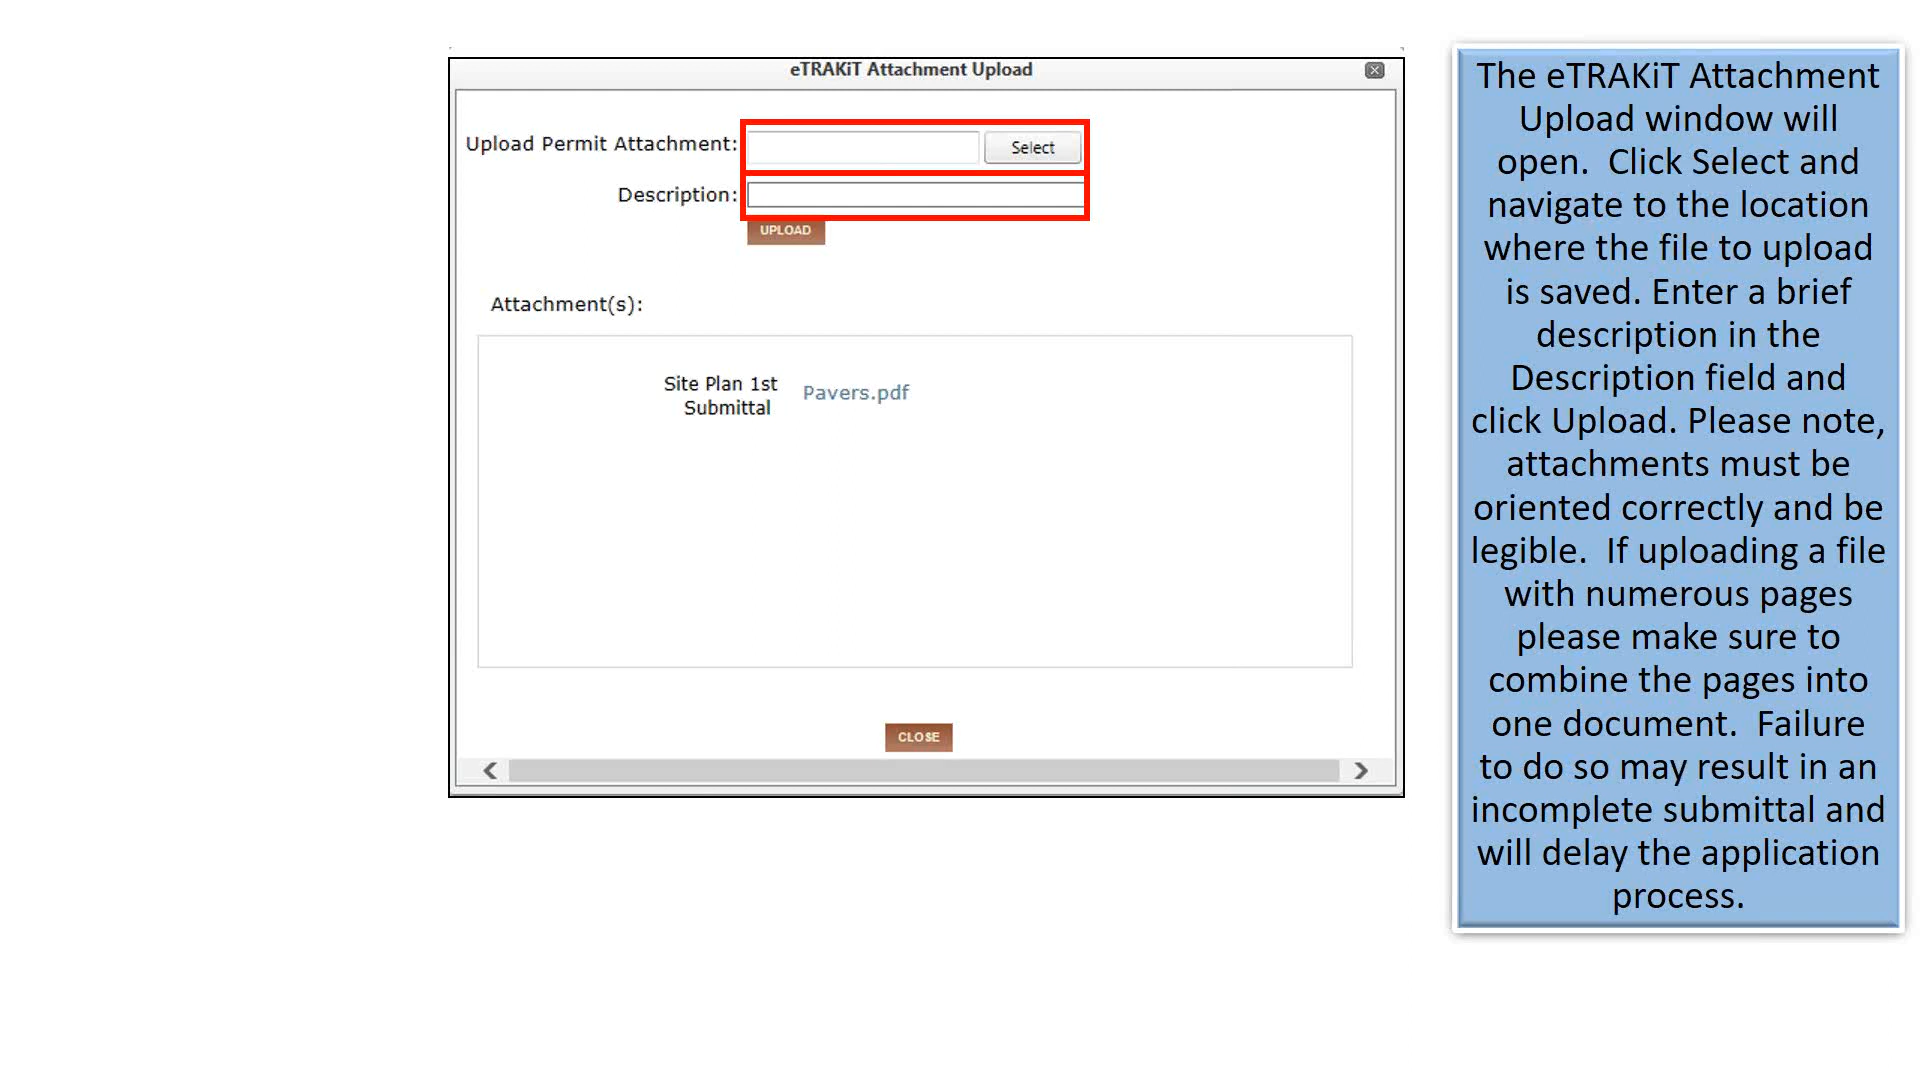 eTRAKiT Attachment Upload
Upload Permit Attachment:
Select
Description:
UPLOAD
Attachment(s):
Site Plan 1st
Submittal
Pavers.pdf
CLOSE
The eTRAKiT Attachment
Upload window will
open.  Click Select and
navigate to the location
where the file to upload
is saved. Enter a brief
description in the
Description field and
click Upload. Please note,
attachments must be
oriented correctly and be
legible.  If uploading a file
with numerous pages
please make sure to
combine the pages into
one document.  Failure
to do so may result in an
incomplete submittal and
will delay the application
process.